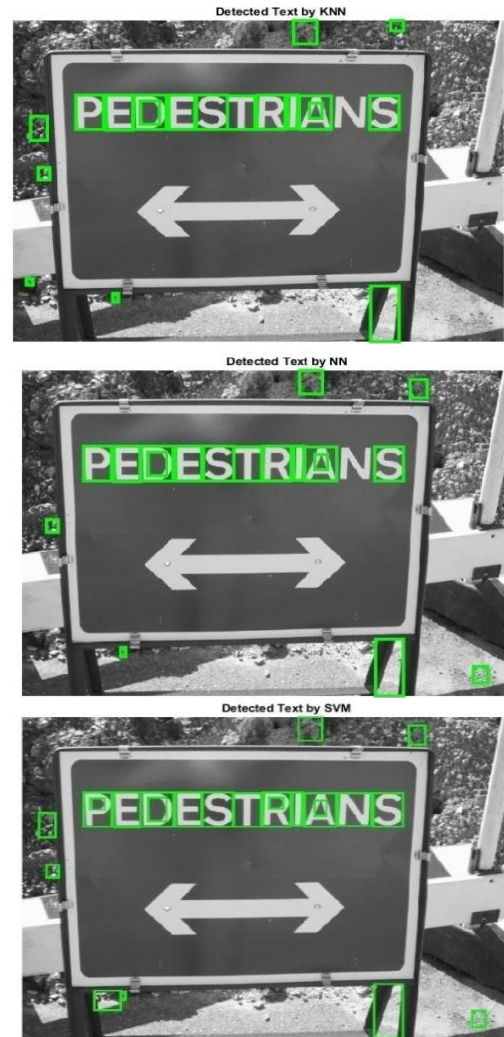 Detected Text by KNN
PEDESTRIANS
Detected Text by NN
PEDESTRIANS
Detected Text by SVM
PEDESTRIANS